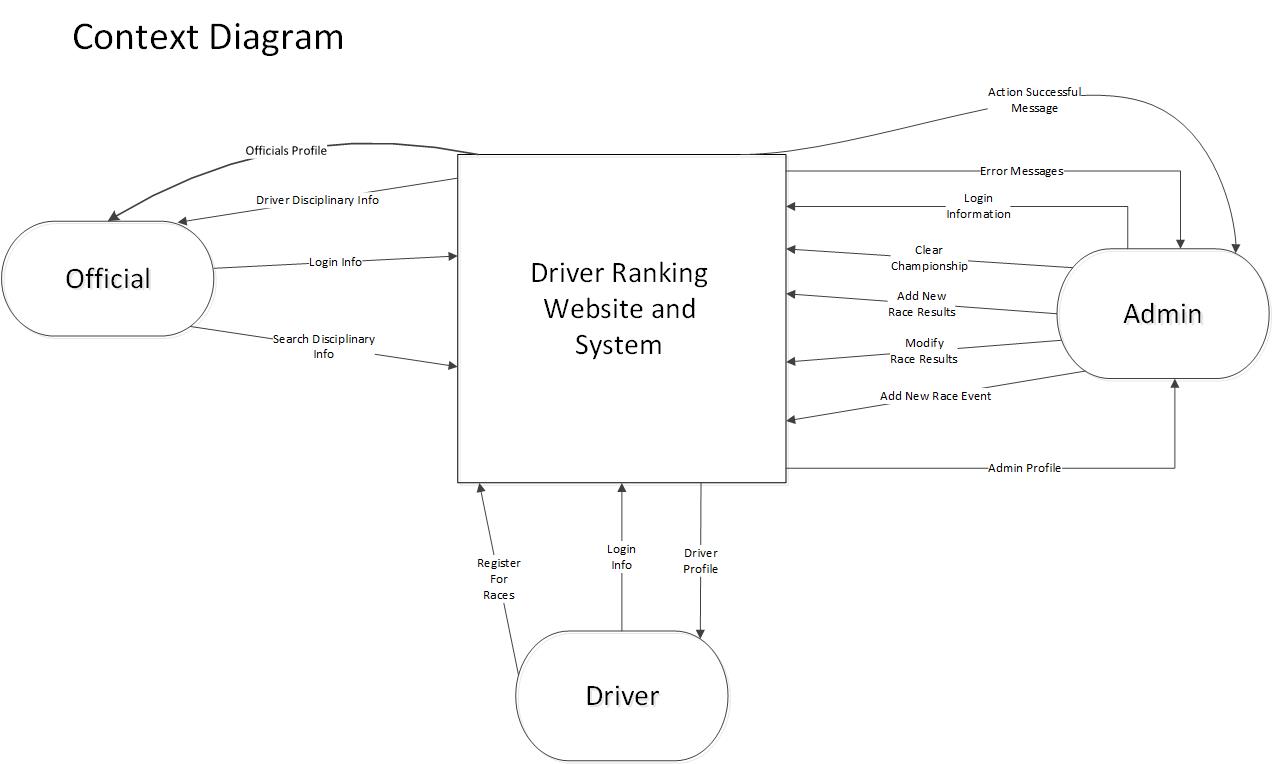 Context Diagram
Action Successful
Message
Officials Profile
Error Messages
Driver Disciplinary Info
Login
Information
Login Info
Clear
Championship
Official
Driver Ranking
Website and
System
Add New
Race Results
Admin
Search Disciplinary
Info
Modify
Race Results
Add New Race Event
Admin Profile
Register
For
Races
Login
Info
Driver
Profile
Driver